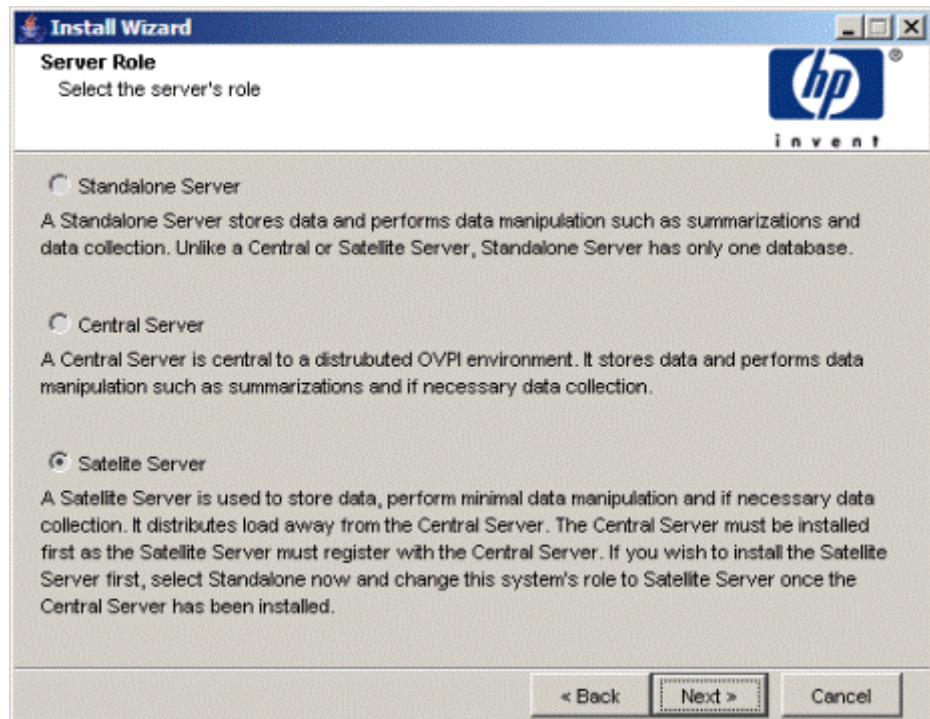 Install Wizard
Server Role
Select the server's role
hp
®
invent
Standalone Server
A Standalone Server stores data and performs data manipulation such as summarizations and
data collection. Unlike a Central or Satellite Server, Standalone Server has only one database.
Central Server
A Central Server is central to a distrubuted OVPI environment. It stores data and performs data
manipulation such as summarizations and if necessary data collection.
Satelite Server
A Satellite Server is used to store data, perform minimal data manipulation and if necessary data
collection. It distributes load away from the Central Server. The Central Server must be installed
first as the Satellite Server must register with the Central Server. If you wish to install the Satellite
Server first, select Standalone now and change this system's role to Satellite Server once the
Central Server has been installed.
< Back
Next >
Cancel